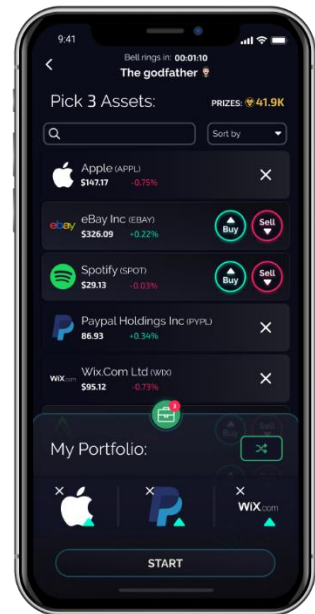 9:41
Bell rings in: 00:01:10
The godfather
Pick 3 Assets:
PRIZES: 41.9K
Sort by
Apple (APPL)
$147.17 -0.75%
ebay
eBay Inc (EBAY)
$326.09 +0.22%
Buy
Sell
Spotify (SPOT)
$29.13 -0.03%
Buy
Sell
Paypal Holdings Inc (PYPL)
86.93 +0.34%
WiX.com
Wix.Com Ltd (WIX)
$95.12 -0.73%
3
Buy
Sell
My Portfolio:
WiX.com
START